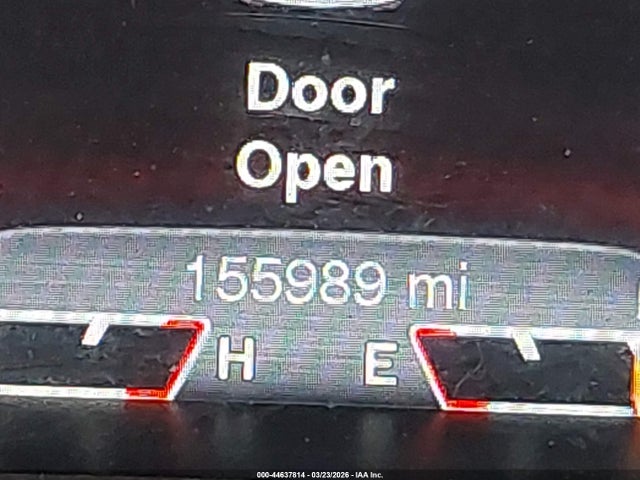 Door
Open
155989 mi
H E
000-44637814 - 03/23/2026 - IAA Inc.